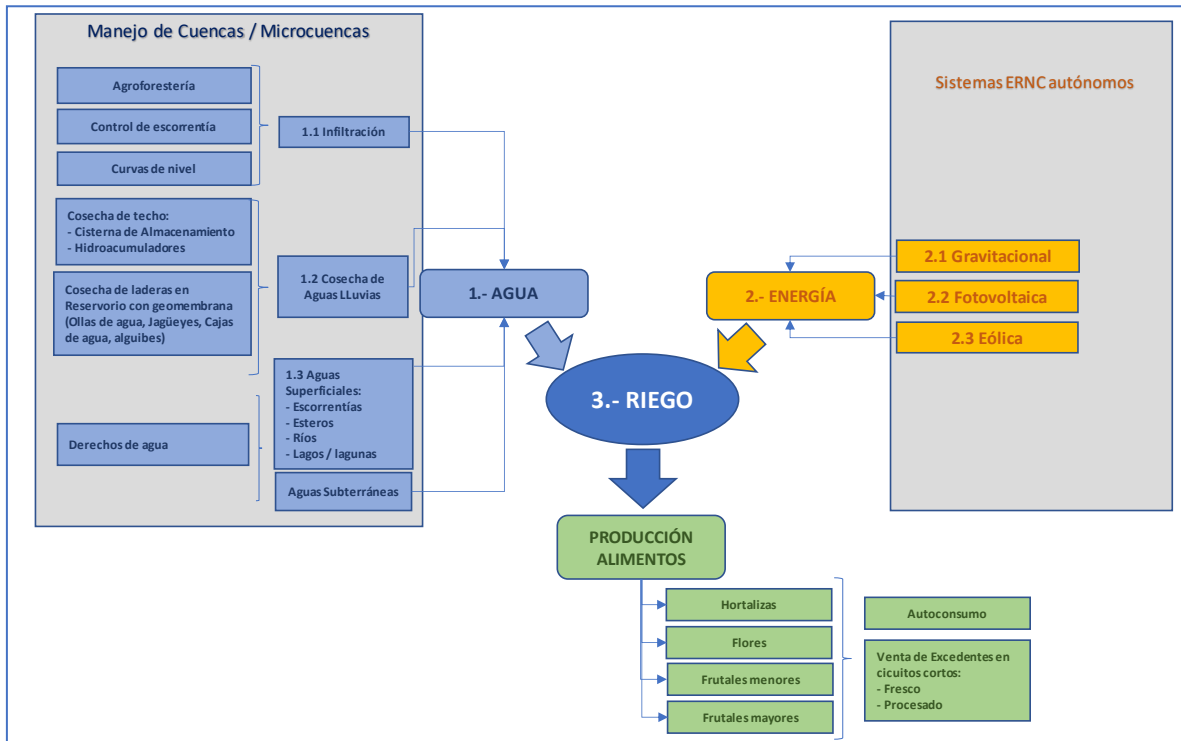 Manejo de Cuencas / Microcuencas
Agroforestería
Control de escorrentía
Curvas de nivel
1.1 Infiltración
Cosecha de techo:
- Cisterna de Almacenamiento
- Hidroacumuladores
Cosecha de laderas en
Reservorio con geomembrana
(Ollas de agua, Jagüeyes, Cajas
de agua, alguibes)
1.2 Cosecha de
Aguas LLuvias
Derechos de agua
1.3 Aguas
Superficiales:
- Escorrentías
- Esteros
- Ríos
- Lagos / lagunas
Aguas Subterráneas
1.- AGUA
2.- ENERGÍA
Sistemas ERNC autónomos
2.1 Gravitacional
2.2 Fotovoltaica
2.3 Eólica
3.- RIEGO
PRODUCCIÓN
ALIMENTOS
Hortalizas
Flores
Frutales menores
Frutales mayores
Autoconsumo
Venta de Excedentes en
cicuitos cortos:
- Fresco
- Procesado